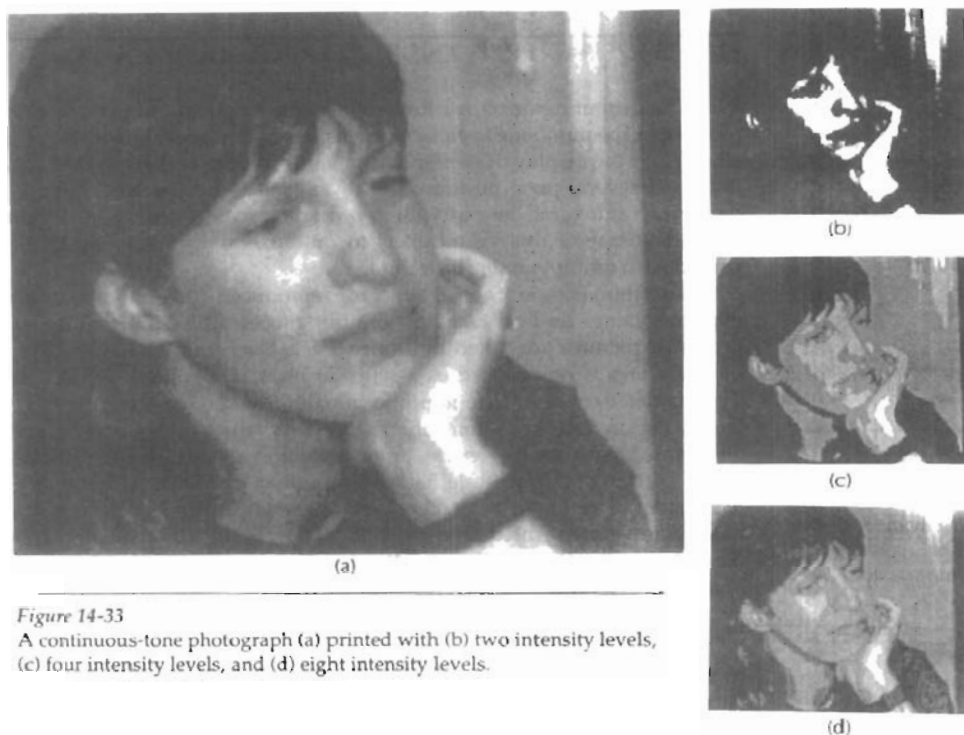 (a)
(b)
(c)
(d)
Figure 14-33
A continuous-tone photograph (a) printed with (b) two intensity levels,
(c) four intensity levels, and (d) eight intensity levels.